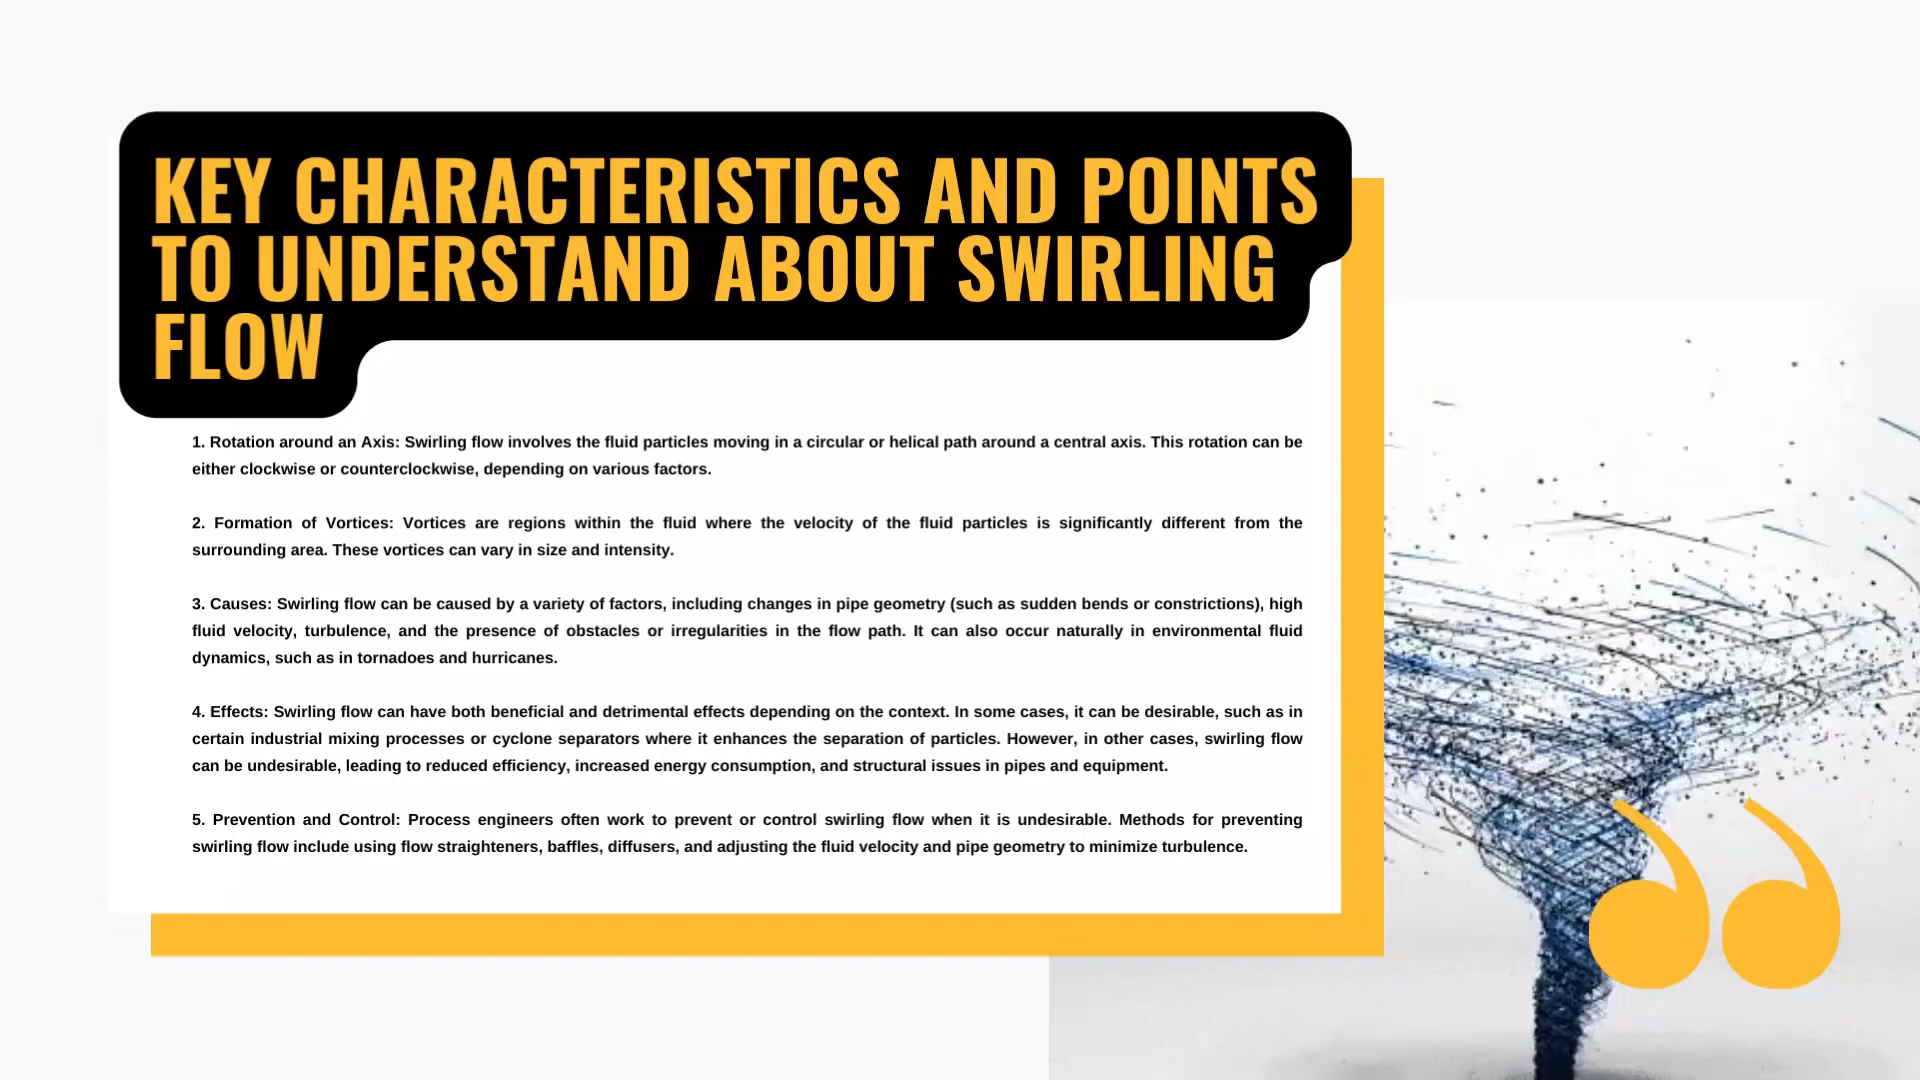 KEY CHARACTERISTICS AND POINTS
TO UNDERSTAND ABOUT SWIRLING
FLOW
1. Rotation around an Axis: Swirling flow involves the fluid particles moving in a circular or helical path around a central axis. This rotation can be
either clockwise or counterclockwise, depending on various factors.
2. Formation of Vortices: Vortices are regions within the fluid where the velocity of the fluid particles is significantly different from the
surrounding area. These vortices can vary in size and intensity.
3. Causes: Swirling flow can be caused by a variety of factors, including changes in pipe geometry (such as sudden bends or constrictions), high
fluid velocity, turbulence, and the presence of obstacles or irregularities in the flow path. It can also occur naturally in environmental fluid
dynamics, such as in tornadoes and hurricanes.
4. Effects: Swirling flow can have both beneficial and detrimental effects depending on the context. In some cases, it can be desirable, such as in
certain industrial mixing processes or cyclone separators where it enhances the separation of particles. However, in other cases, swirling flow
can be undesirable, leading to reduced efficiency, increased energy consumption, and structural issues in pipes and equipment.
5. Prevention and Control: Process engineers often work to prevent or control swirling flow when it is undesirable. Methods for preventing
swirling flow include using flow straighteners, baffles, diffusers, and adjusting the fluid velocity and pipe geometry to minimize turbulence.